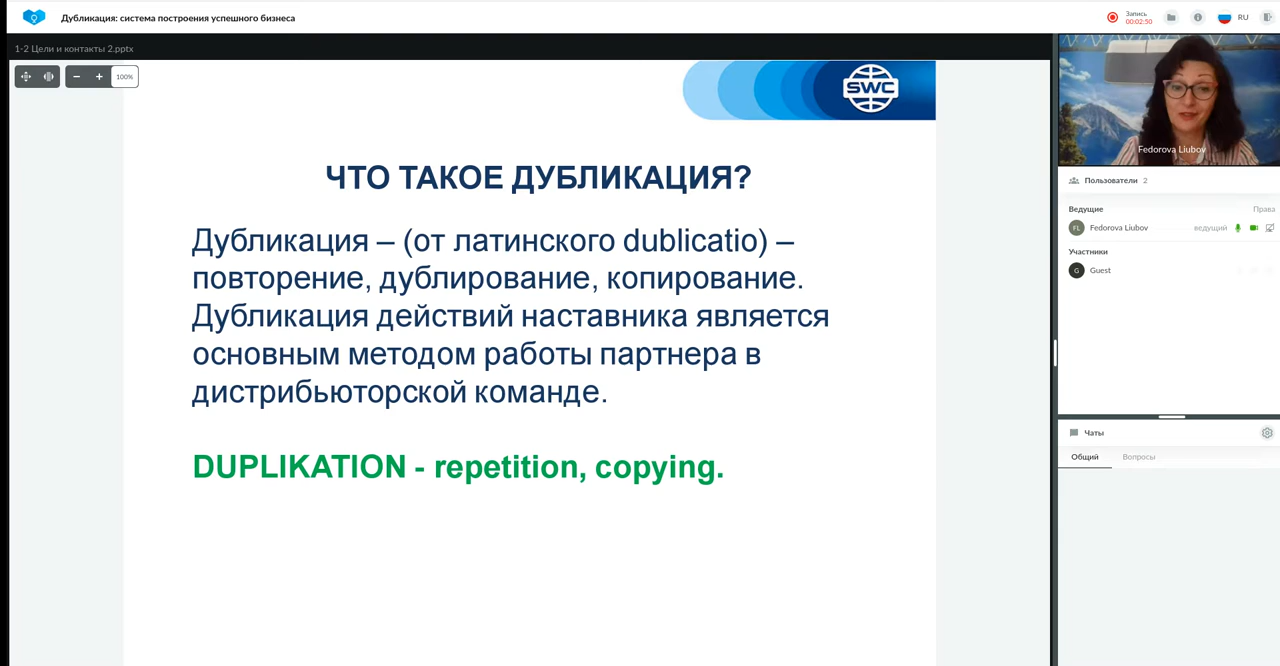 Дубликация: система построения успешного бизнеса
Запись
00:02:50
RU
1-2 Цели и контакты 2.pptx
100%
SWC
ЧТО ТАКОЕ ДУБЛИКАЦИЯ?
Дубликация – (от латинского dublicatio) –
повторение, дублирование, копирование.
Дубликация действий наставника является
основным методом работы партнера в
дистрибьюторской команде.
DUPLIKATION - repetition, copying.
Fedorova Liubov
Пользователи 2
Ведущие Права
FL Fedorova Liubov ведущий
Участники
G Guest
Чаты
Общий Вопросы